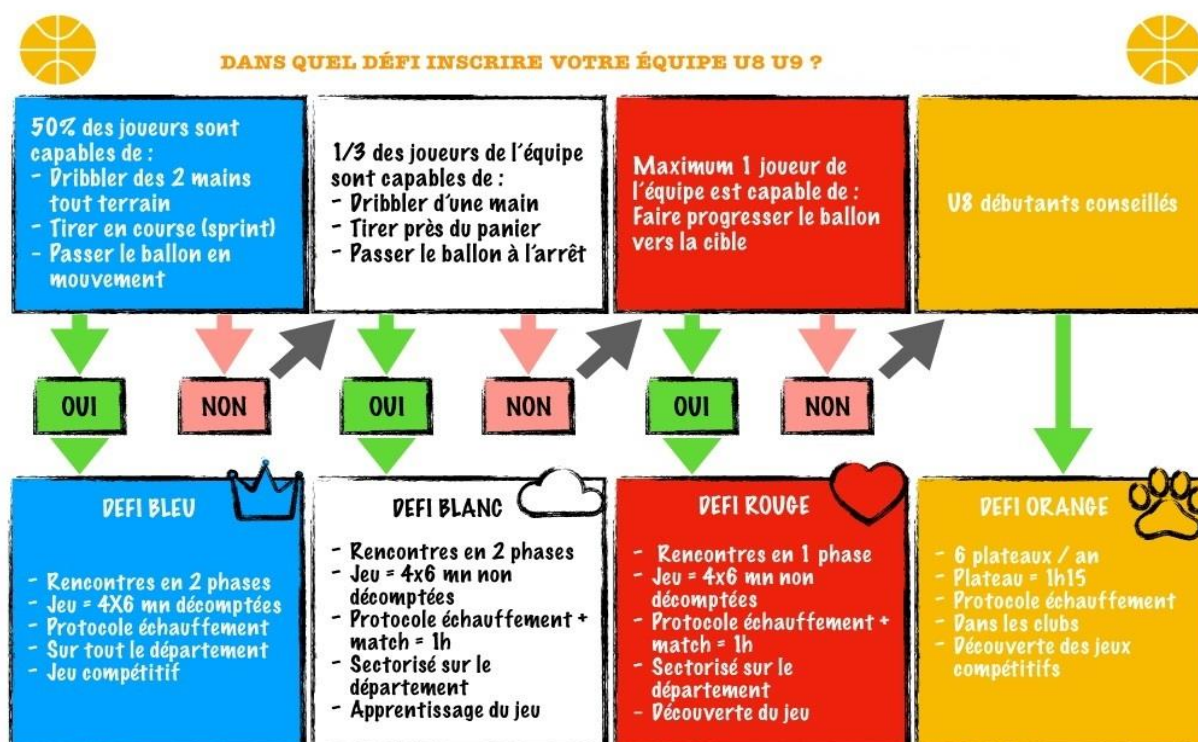 DANS QUEL DÉFI INSCRIRE VOTRE ÉQUIPE U8 U9 ?
50% des joueurs sont
capables de :
- Dribbler des 2 mains
tout terrain
- Tirer en course (sprint)
- Passer le ballon en
mouvement
1/3 des joueurs de l'équipe
sont capables de :
- Dribbler d'une main
- Tirer près du panier
- Passer le ballon à l'arrêt
Maximum 1 joueur de
l'équipe est capable de :
Faire progresser le ballon
vers la cible
U8 débutants conseillés
OUI
NON
OUI
NON
OUI
NON
DEFI BLEU
- Rencontres en 2 phases
- Jeu = 4X6 mn décomptées
- Protocole échauffement
- Sur tout le département
- Jeu compétitif
DEFI BLANC
- Rencontres en 2 phases
- Jeu = 4x6 mn non
décomptées
- Protocole échauffement +
match = 1h
- Sectorisé sur le
département
- Apprentissage du jeu
DEFI ROUGE
- Rencontres en 1 phase
- Jeu = 4x6 mn non
décomptées
- Protocole échauffement +
match = 1h
- Sectorisé sur le
département
- Découverte du jeu
DEFI ORANGE
- 6 plateaux / an
- Plateau = 1h15
- Protocole échauffement
- Dans les clubs
- Découverte des jeux
compétitifs